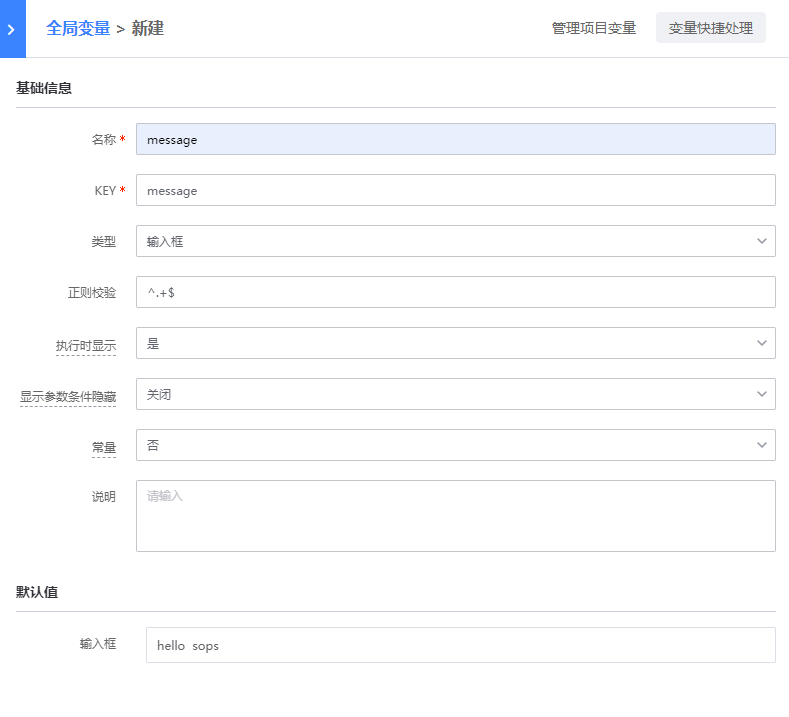 全局变量 > 新建 管理项目变量 变量快捷处理
基础信息
名称 * message
KEY * message
类型 输入框
正则校验 ^.+$
执行时显示 是
显示参数条件隐藏 关闭
常量 否
说明 请输入
默认值
输入框 hello sops